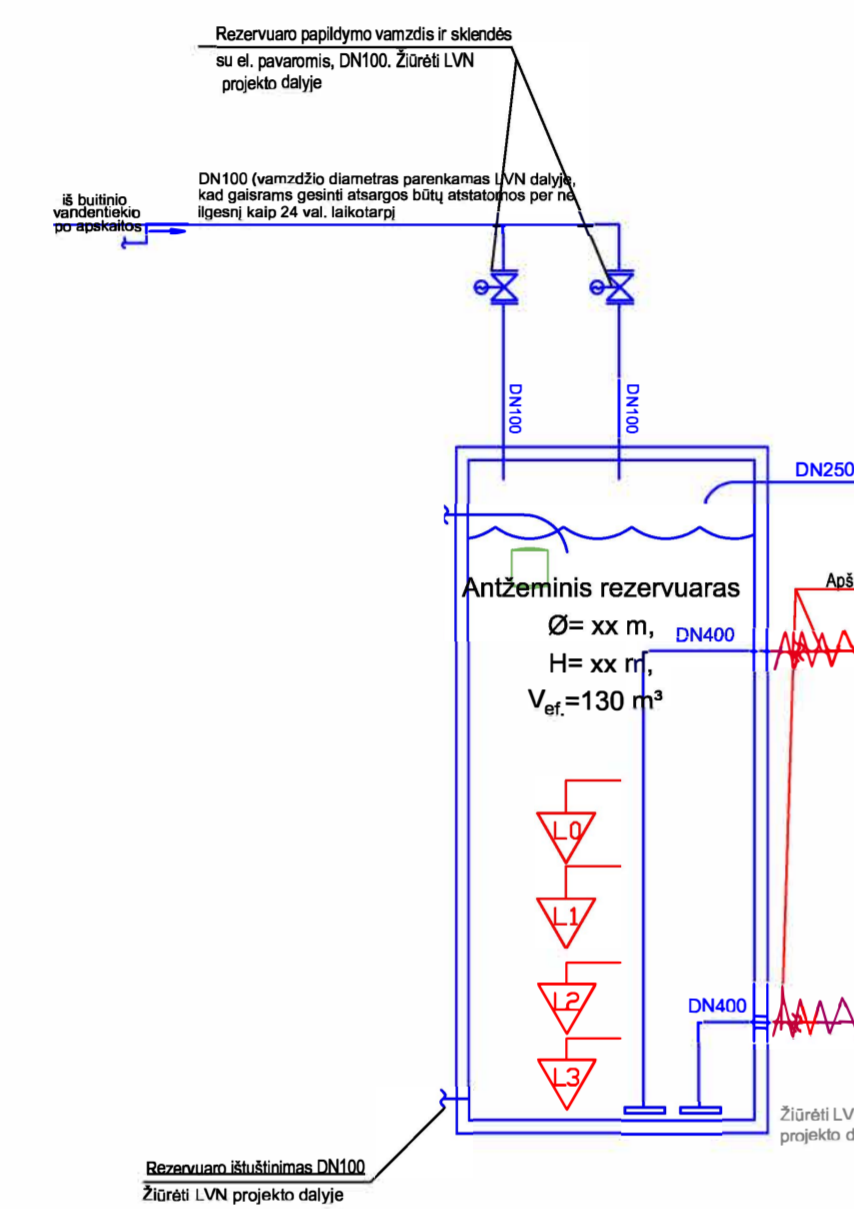 Rezervuaro papildymo vamzdis ir sklendės
su el. pavaromis, DN100. Žiūrėti LVN
projekto dalyje
DN100 (vamzdžio diametras parenkamas LVN dalyje,
kad gaisrams gesinti atsargos būtų atstatomos per ne
ilgesnį kaip 24 val. laikotarpį
iš buitinio
vandentiekio
po apskaitos
DN100
DN100
DN250
Antžeminis rezervuaras
Ø= xx m,
H= xx m,
Vef.=130 m³
Apš
DN400
L0
L1
L2
L3
DN400
Žiūrėti LV
projekto d
Rezervuaro ištuštinimas DN100
Žiūrėti LVN projekto dalyje